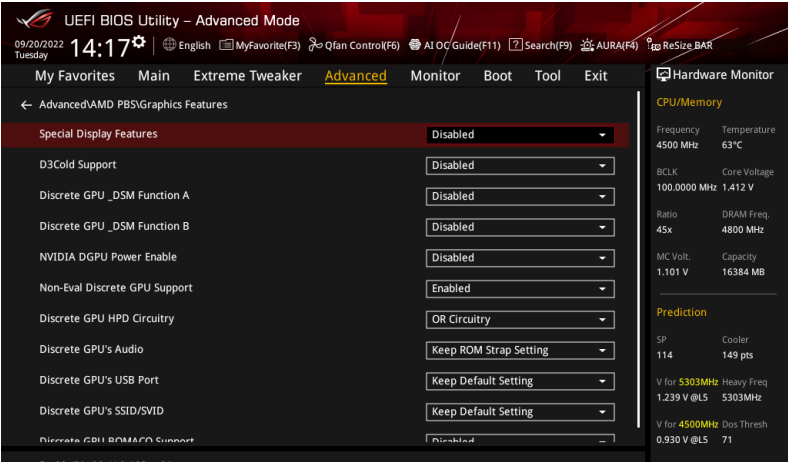 UEFI BIOS Utility – Advanced Mode
09/20/2022 Tuesday 14:17 English MyFavorite(F3) Qfan Control(F6) AI OC Guide(F11) ? Search(F9) AURA(F4) ReSize BAR
My Favorites Main Extreme Tweaker Advanced Monitor Boot Tool Exit
← Advanced\AMD PBS\Graphics Features
Special Display Features Disabled
D3Cold Support Disabled
Discrete GPU _DSM Function A Disabled
Discrete GPU _DSM Function B Disabled
NVIDIA DGPU Power Enable Disabled
Non-Eval Discrete GPU Support Enabled
Discrete GPU HPD Circuitry OR Circuitry
Discrete GPU's Audio Keep ROM Strap Setting
Discrete GPU's USB Port Keep Default Setting
Discrete GPU's SSID/SVID Keep Default Setting
Discrete GPU BOMACO Support Disabled
Hardware Monitor
CPU/Memory
Frequency Temperature
4500 MHz 63°C
BCLK Core Voltage
100.0000 MHz 1.412 V
Ratio DRAM Freq.
45x 4800 MHz
MC Volt. Capacity
1.101 V 16384 MB
Prediction
SP Cooler
114 149 pts
V for 5303MHz Heavy Freq
1.239 V @L5 5303MHz
V for 4500MHz Dos Thresh
0.930 V @L5 71